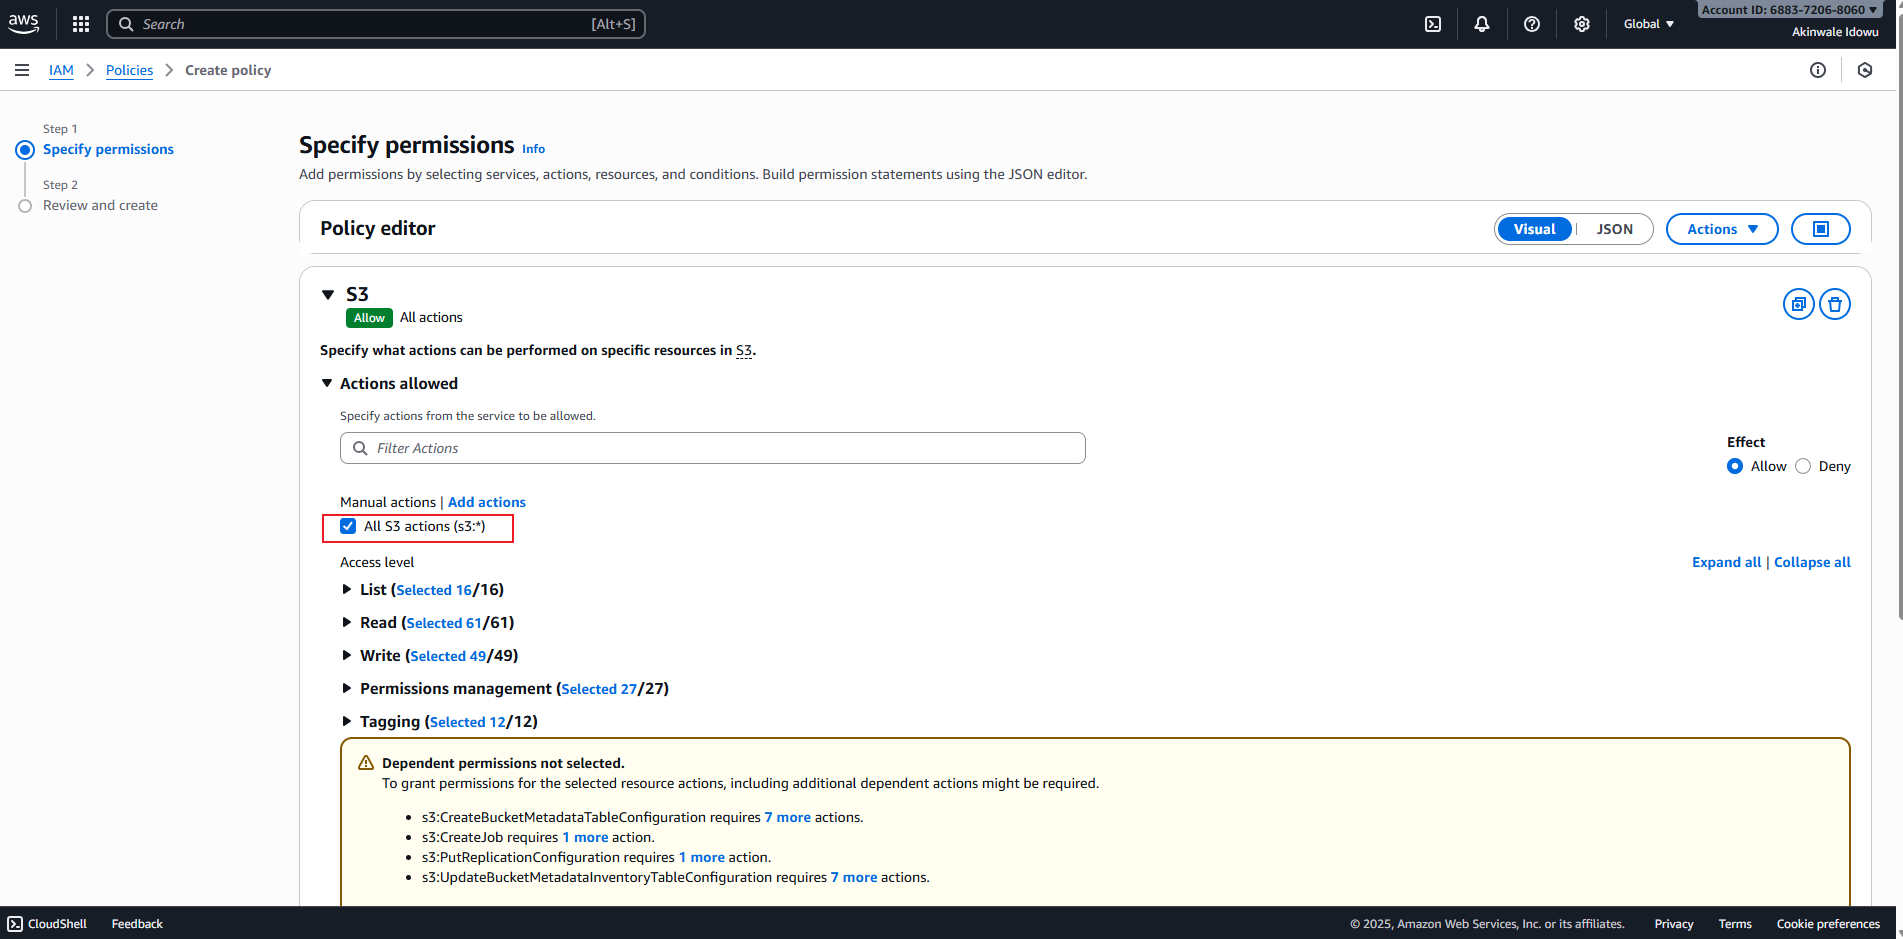 aws
Search
[Alt+S]
Global
Account ID: 6883-7206-8060
Akinwale Idowu
IAM
Policies
Create policy
Step 1
Specify permissions
Step 2
Review and create
Specify permissions Info
Add permissions by selecting services, actions, resources, and conditions. Build permission statements using the JSON editor.
Policy editor
Visual
JSON
Actions
S3
Allow All actions
Specify what actions can be performed on specific resources in S3.
Actions allowed
Specify actions from the service to be allowed.
Filter Actions
Effect
Allow
Deny
Manual actions | Add actions
All S3 actions (s3:*)
Access level
Expand all | Collapse all
List (Selected 16/16)
Read (Selected 61/61)
Write (Selected 49/49)
Permissions management (Selected 27/27)
Tagging (Selected 12/12)
Dependent permissions not selected.
To grant permissions for the selected resource actions, including additional dependent actions might be required.
• s3:CreateBucketMetadataTableConfiguration requires 7 more actions.
• s3:CreateJob requires 1 more action.
• s3:PutReplicationConfiguration requires 1 more action.
• s3:UpdateBucketMetadataInventoryTableConfiguration requires 7 more actions.
CloudShell
Feedback
© 2025, Amazon Web Services, Inc. or its affiliates.
Privacy
Terms
Cookie preferences